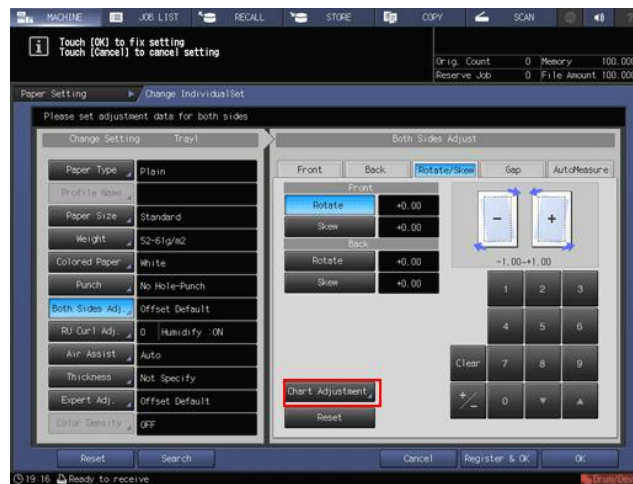 MACHINE JOB LIST RECALL STORE COPY SCAN
Touch [OK] to fix setting
Touch [Cancel] to cancel setting
Orig. Count 0 Memory 100.000
Reserve Job 0 File Amount 100.000
Paper Setting Change IndividualSet
Please set adjustment data for both sides
Change Setting Tray1
Both Sides Adjust
Paper Type Plain
Front Back Rotate/Skew Gap AutoMeasure
Profile Name
Front
Rotate +0.00
Paper Size Standard
Skew +0.00
- +
Weight 52-61g/m2
Back
Colored Paper White
Rotate +0.00
-1.00~+1.00
Punch No Hole-Punch
Skew +0.00
1 2 3
Both Sides Adj. Offset Default
RU Curl Adj. 0 Humidify :ON
4 5 6
Air Assist Auto
Clear 7 8 9
Thickness Not Specify
Chart Adjustment
Expert Adj. Offset Default
+/- 0 ▼ ▲
Color Density OFF
Reset
Reset Search Cancel Register & OK OK
19:16 Ready to receive Drum/Dev